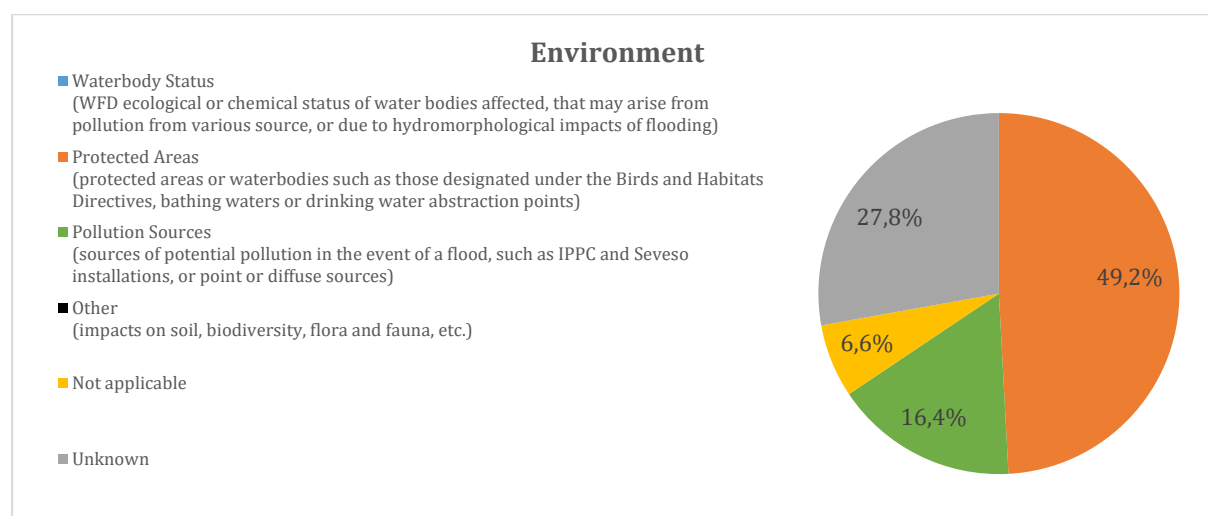 Environment
Waterbody Status
(WFD ecological or chemical status of water bodies affected, that may arise from
pollution from various source, or due to hydromorphological impacts of flooding)
Protected Areas
(protected areas or waterbodies such as those designated under the Birds and Habitats
Directives, bathing waters or drinking water abstraction points)
Pollution Sources
(sources of potential pollution in the event of a flood, such as IPPC and Seveso
installations, or point or diffuse sources)
Other
(impacts on soil, biodiversity, flora and fauna, etc.)
Not applicable
Unknown
27,8%
49,2%
6,6%
16,4%